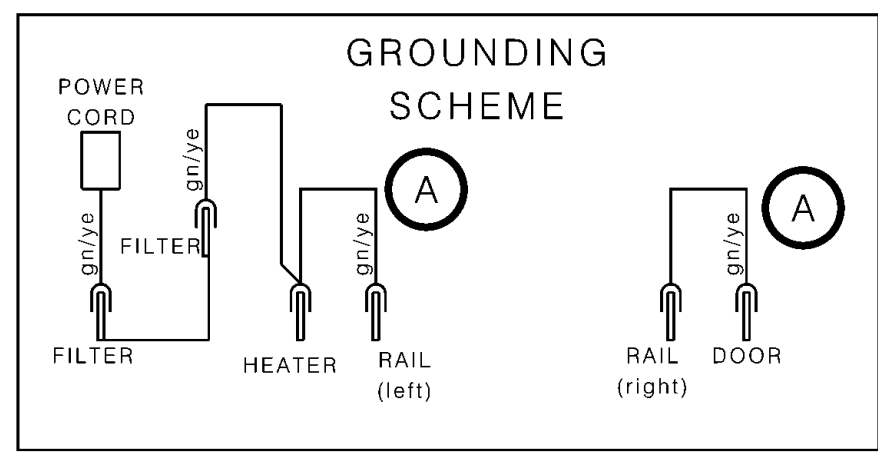 GROUNDING
SCHEME
POWER
CORD
gn/ye
gn/ye
FILTER
FILTER
gn/ye
HEATER
RAIL
(left)
A
gn/ye
RAIL
(right)
DOOR
A